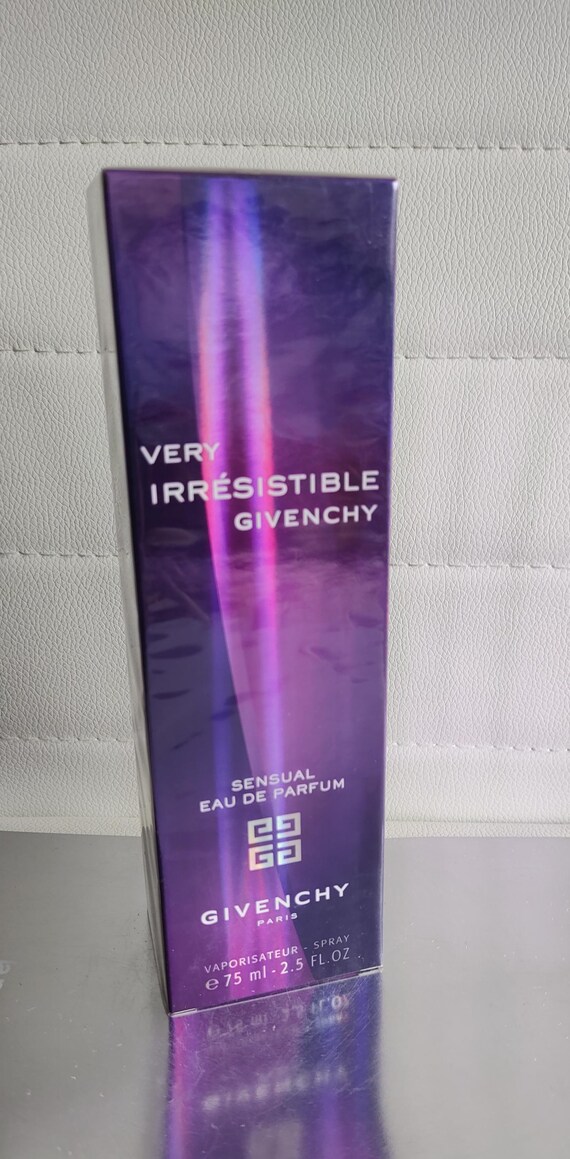 VERY
IRRÉSISTIBLE
GIVENCHY
SENSUAL
EAU DE PARFUM
GIVENCHY
PARIS
VAPORISATEUR - SPRAY
℮ 75 ml - 2.5 FL.OZ